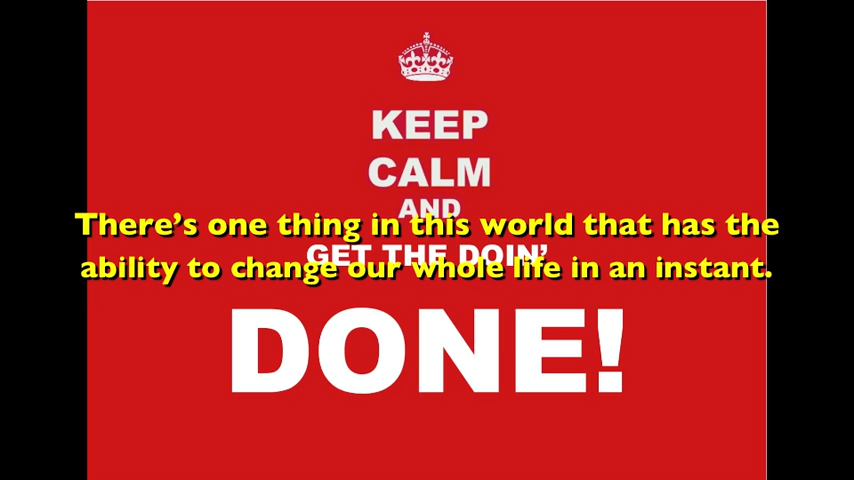 KEEP
CALM
AND
There's one thing in this world that has the
GET THE DOIN'
ability to change our whole life in an instant.
DONE!